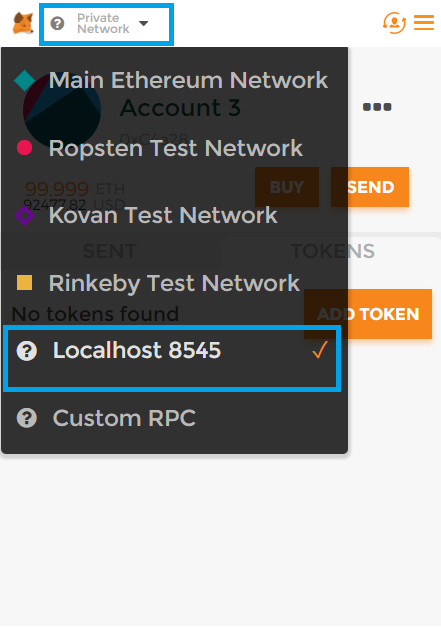 Private
Network
Main Ethereum Network
Account 3
Ropsten Test Network
99.999 ETH
BUY
SEND
92477.82 USD
Kovan Test Network
SENT
TOKENS
Rinkeby Test Network
No tokens found
ADD TOKEN
Localhost 8545
Custom RPC